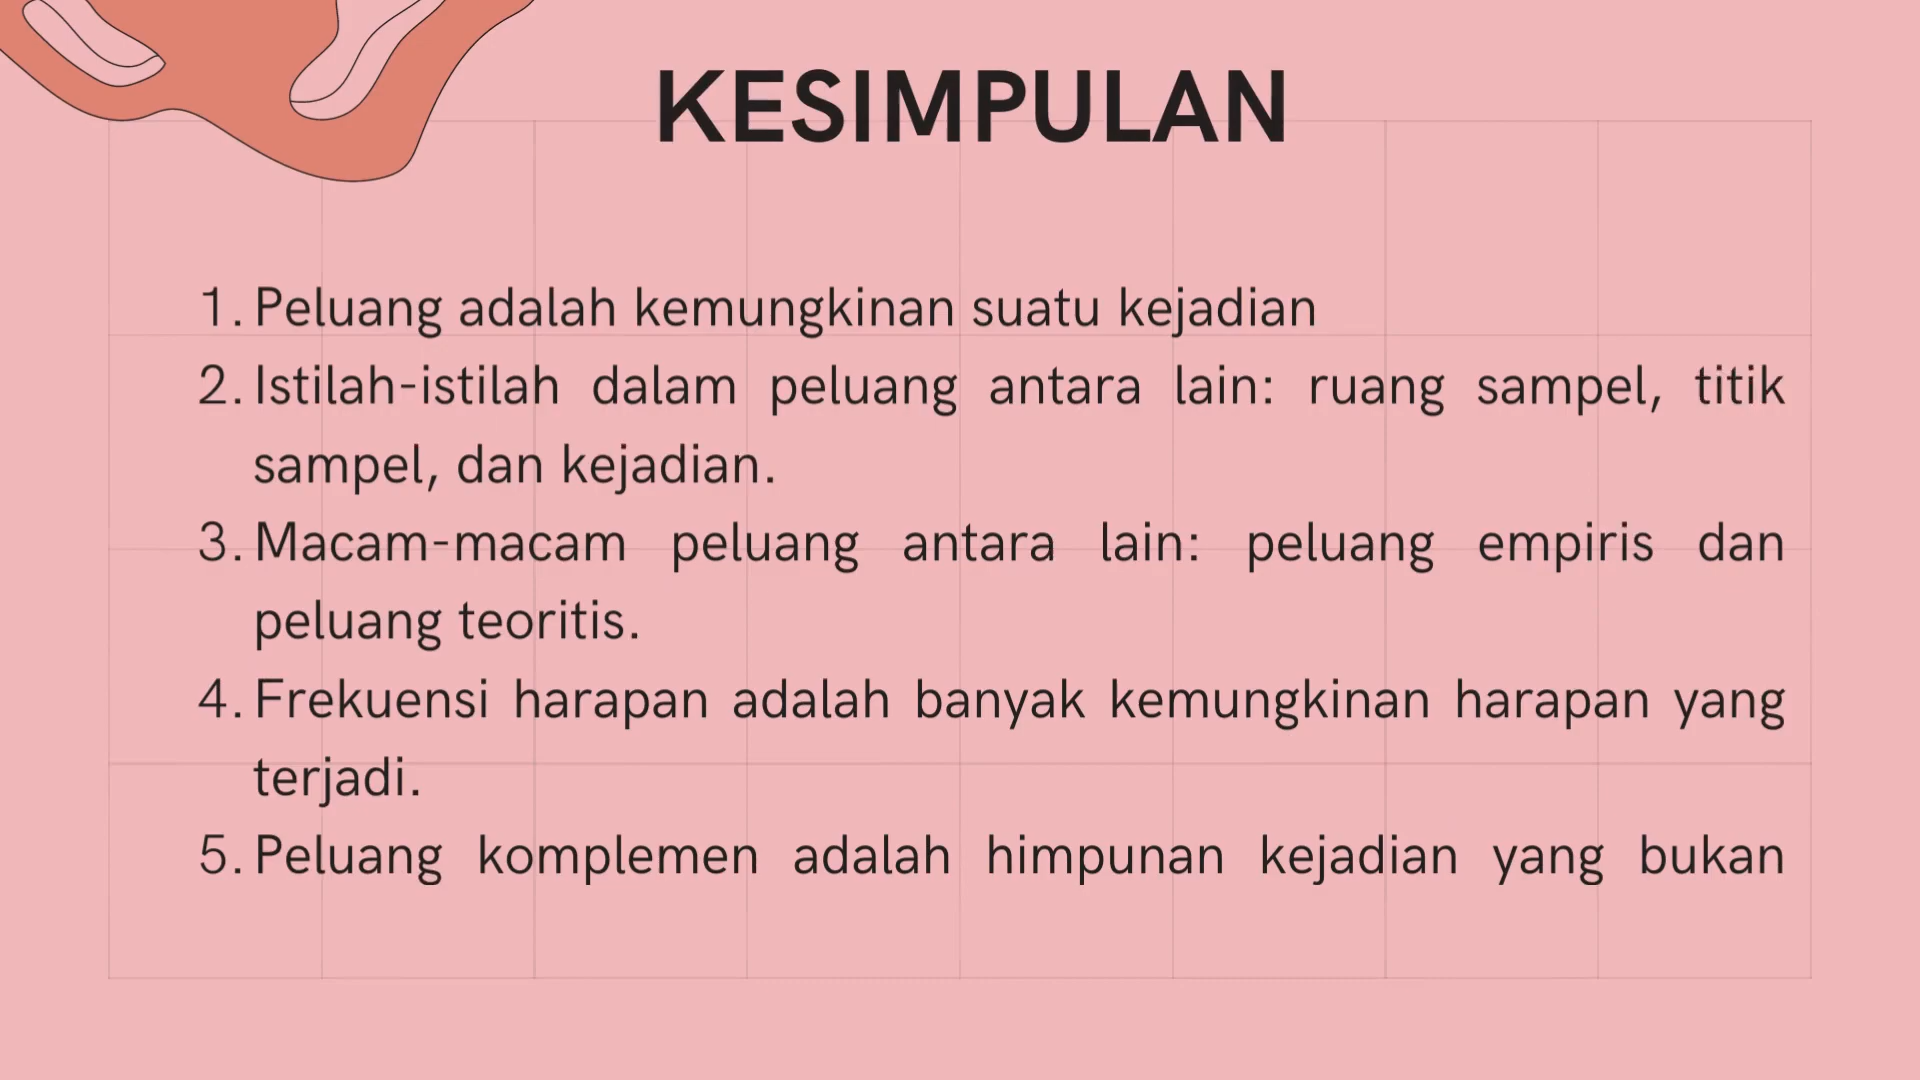 KESIMPULAN
1. Peluang adalah kemungkinan suatu kejadian
2. Istilah-istilah dalam peluang antara lain: ruang sampel, titik
sampel, dan kejadian.
3. Macam-macam peluang antara lain: peluang empiris dan
peluang teoritis.
4. Frekuensi harapan adalah banyak kemungkinan harapan yang
terjadi.
5. Peluang komplemen adalah himpunan kejadian yang bukan